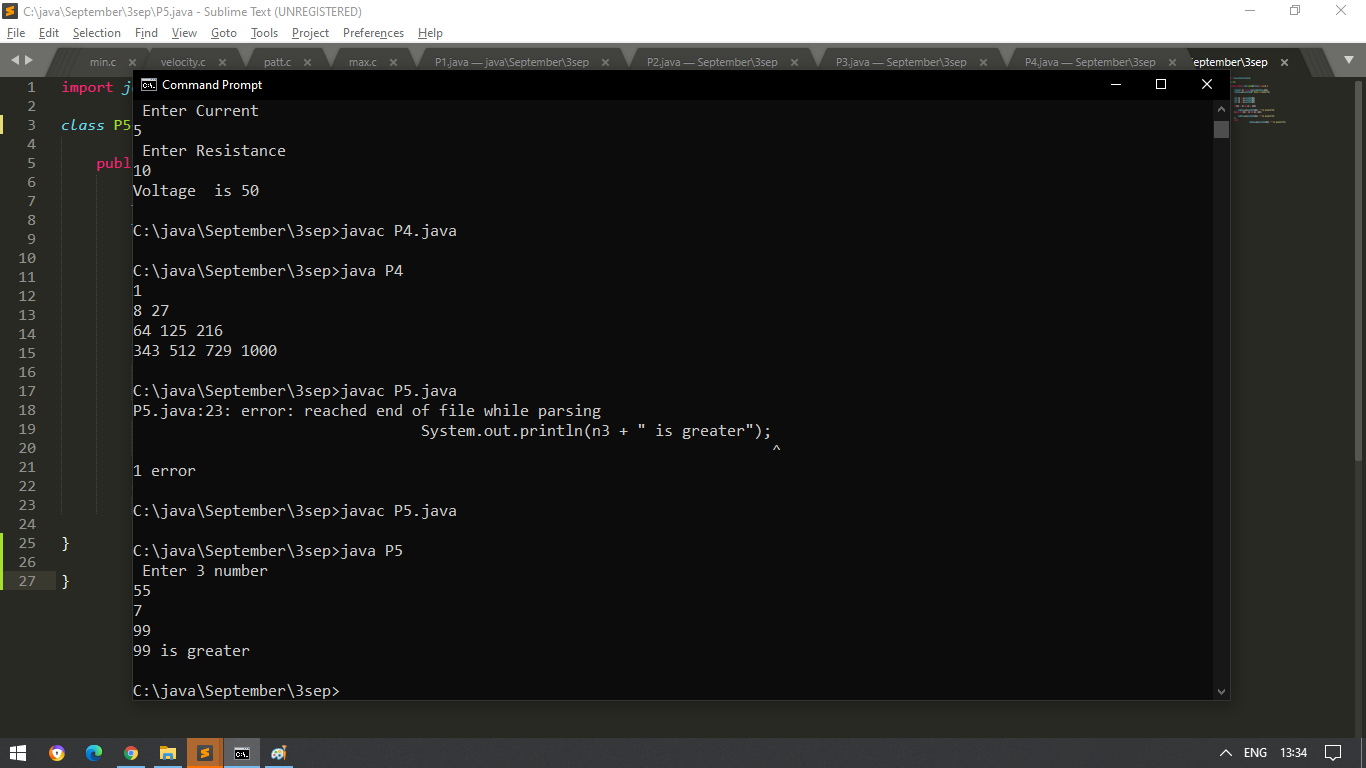 C:\java\September\3sep\P5.java - Sublime Text (UNREGISTERED)
File Edit Selection Find View Goto Tools Project Preferences Help
min.c velocity.c patt.c max.c P1.java — java\September\3sep P2.java — September\3sep P3.java — September\3sep P4.java — September\3sep eptember\3sep
Command Prompt
1 import j
2
3 class P5
4
5 publ
6
7
8
9
10
11
12
13
14
15
16
17
18
19
20
21
22
23
24
25 }
26
27 }
Enter Current
5
Enter Resistance
10
Voltage  is 50
C:\java\September\3sep>javac P4.java
C:\java\September\3sep>java P4
1
8 27
64 125 216
343 512 729 1000
C:\java\September\3sep>javac P5.java
P5.java:23: error: reached end of file while parsing
System.out.println(n3 + " is greater");
^
1 error
C:\java\September\3sep>javac P5.java
C:\java\September\3sep>java P5
Enter 3 number
55
7
99
99 is greater
C:\java\September\3sep>
ENG 13:34